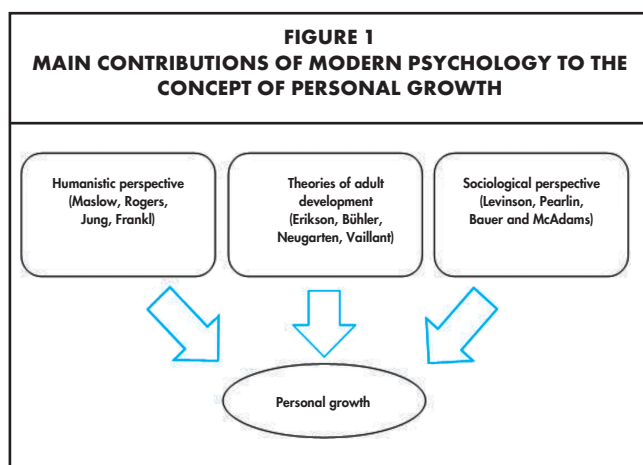 FIGURE 1
MAIN CONTRIBUTIONS OF MODERN PSYCHOLOGY TO THE
CONCEPT OF PERSONAL GROWTH
Humanistic perspective
(Maslow, Rogers,
Jung, Frankl)
Theories of adult
development
(Erikson, Bühler,
Neugarten, Vaillant)
Sociological perspective
(Levinson, Pearlin,
Bauer and McAdams)
Personal growth